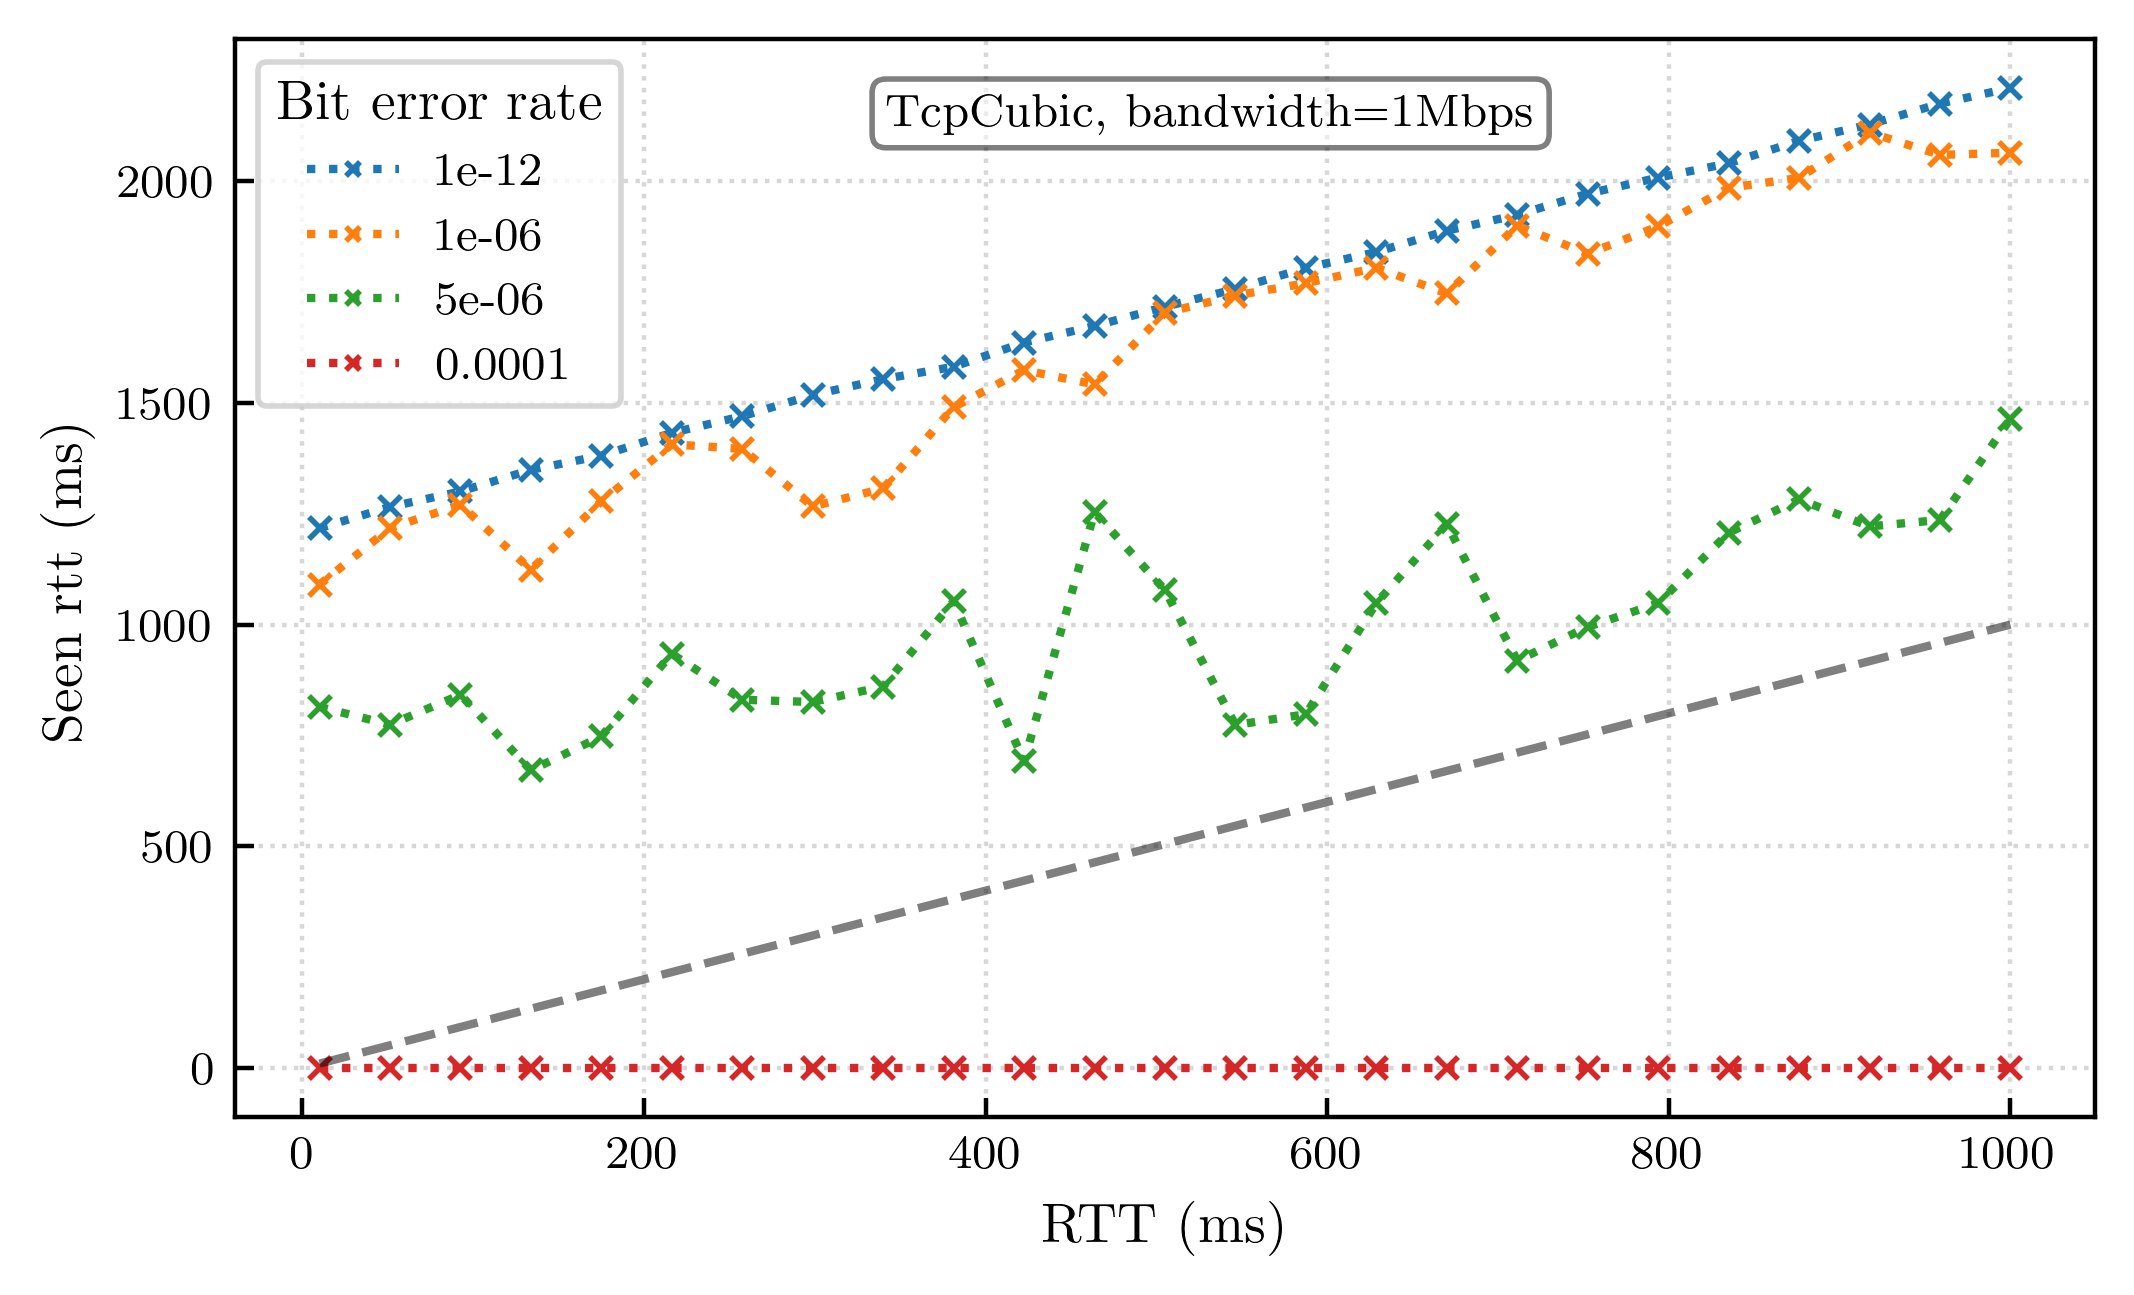 Bit error rate
1e-12
1e-06
5e-06
0.0001
TcpCubic, bandwidth=1Mbps
Seen rtt (ms)
2000
1500
1000
500
0
0 200 400 600 800 1000
RTT (ms)